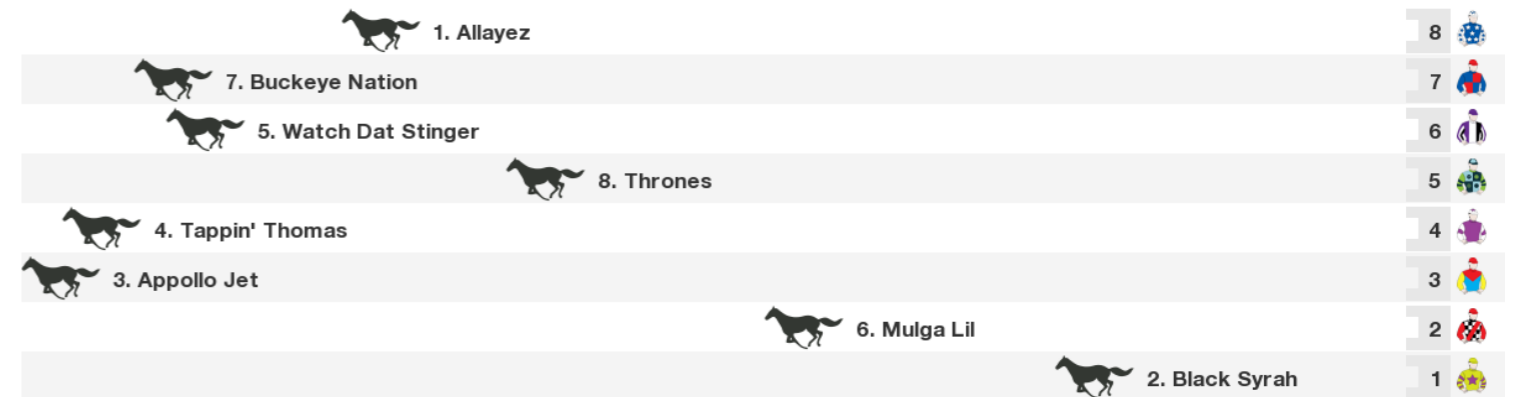 1. Allayez 8
7. Buckeye Nation 7
5. Watch Dat Stinger 6
8. Thrones 5
4. Tappin' Thomas 4
3. Appollo Jet 3
6. Mulga Lil 2
2. Black Syrah 1